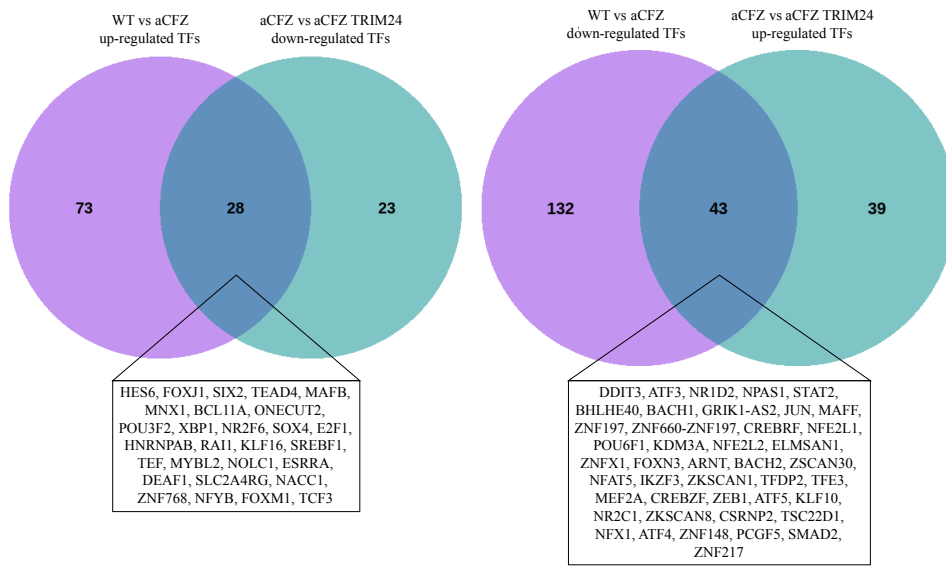 WT vs aCFZ
up-regulated TFs
aCFZ vs aCFZ TRIM24
down-regulated TFs
73
28
23
HES6, FOXJ1, SIX2, TEAD4, MAFB,
MNX1, BCL11A, ONECUT2,
POU3F2, XBP1, NR2F6, SOX4, E2F1,
HNRNPAB, RAI1, KLF16, SREBF1,
TEF, MYBL2, NOLC1, ESRRA,
DEAF1, SLC2A4RG, NACC1,
ZNF768, NFYB, FOXM1, TCF3
WT vs aCFZ
down-regulated TFs
aCFZ vs aCFZ TRIM24
up-regulated TFs
132
43
39
DDIT3, ATF3, NR1D2, NPAS1, STAT2,
BHLHE40, BACH1, GRIK1-AS2, JUN, MAFF,
ZNF197, ZNF660-ZNF197, CREBRF, NFE2L1,
POU6F1, KDM3A, NFE2L2, ELMSAN1,
ZNFX1, FOXN3, ARNT, BACH2, ZSCAN30,
NFAT5, IKZF3, ZKSCAN1, TFDP2, TFE3,
MEF2A, CREBZF, ZEB1, ATF5, KLF10,
NR2C1, ZKSCAN8, CSRNP2, TSC22D1,
NFX1, ATF4, ZNF148, PCGF5, SMAD2,
ZNF217